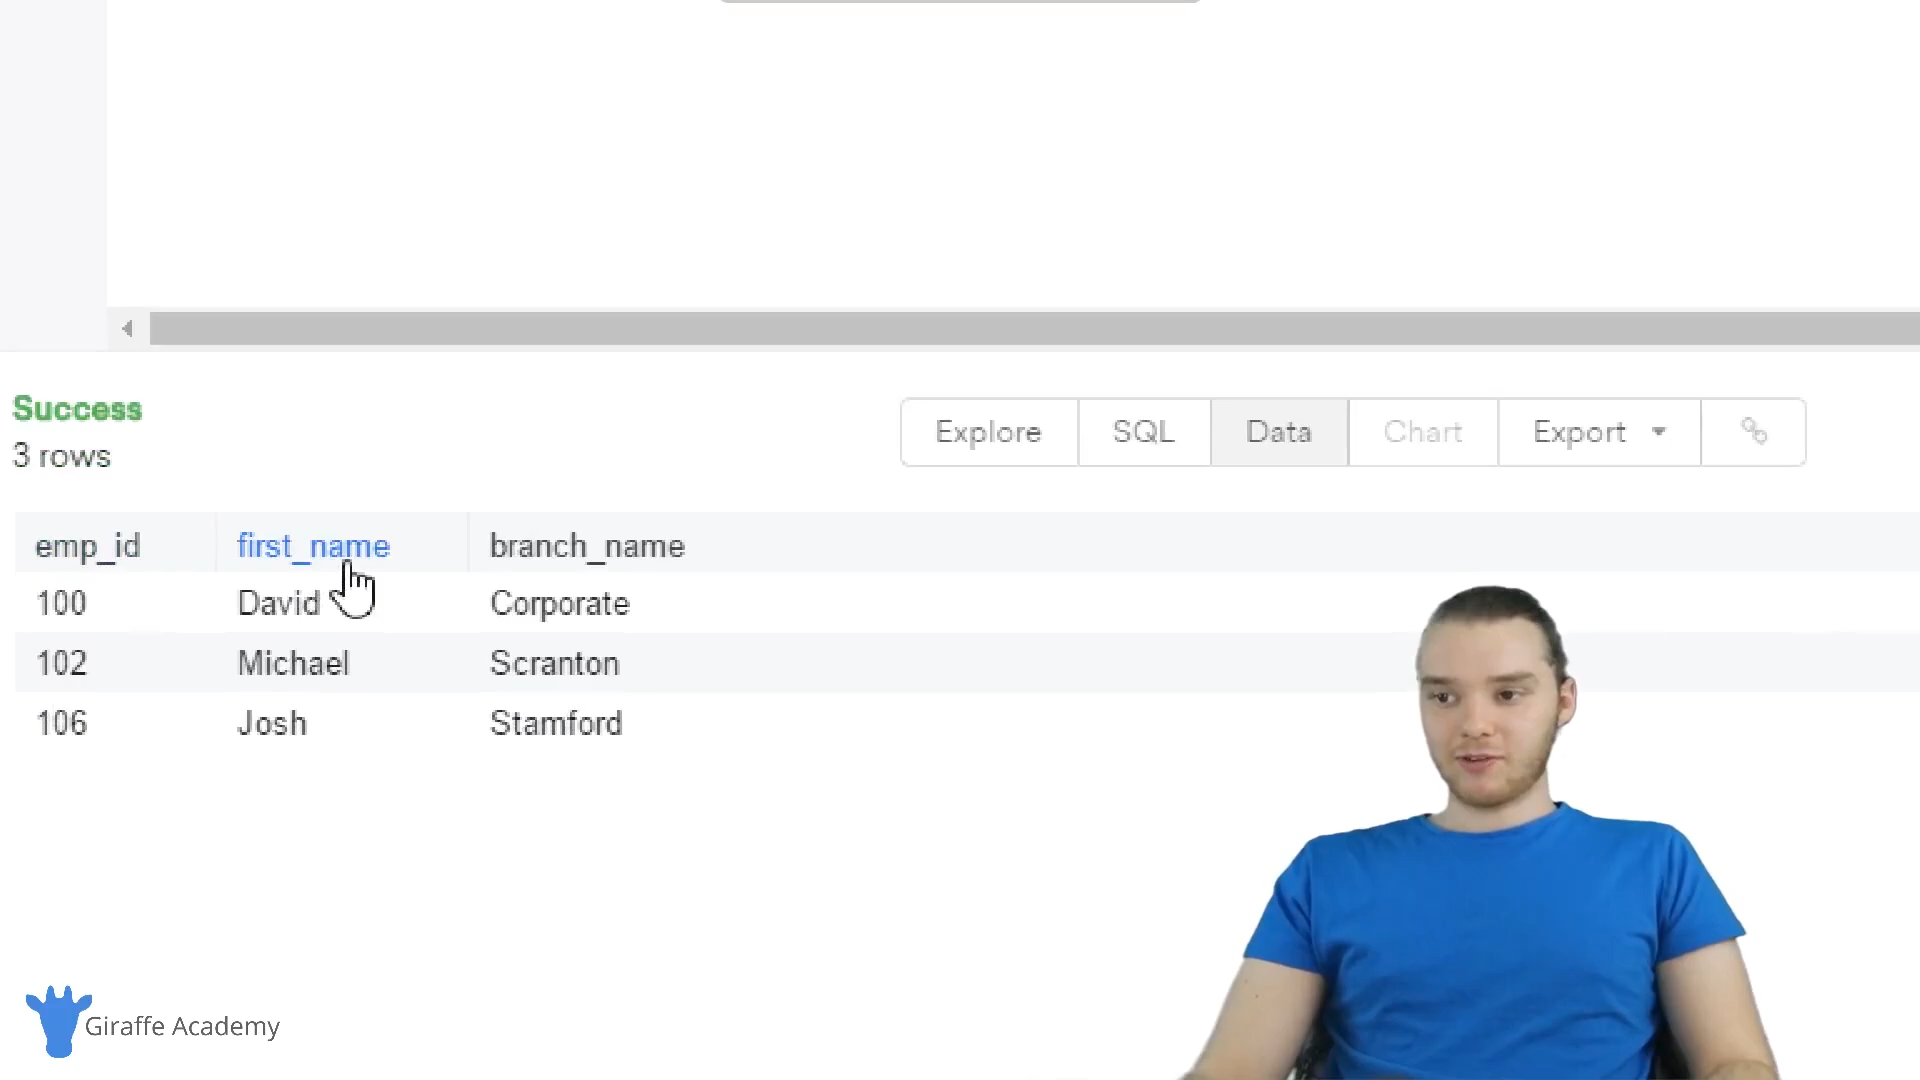 Success
3 rows
Explore SQL Data Chart Export
emp_id first_name branch_name
100 David Corporate
102 Michael Scranton
106 Josh Stamford
Giraffe Academy